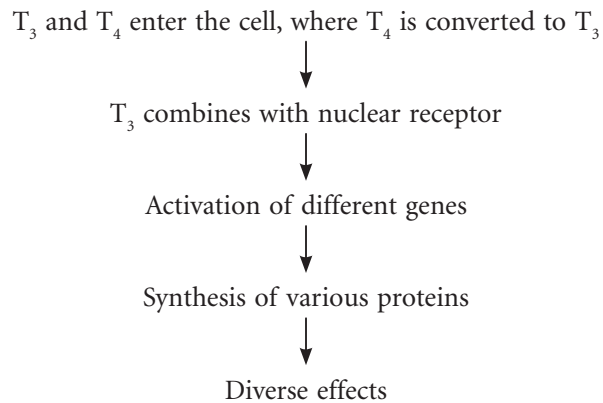 T₃ and T₄ enter the cell, where T₄ is converted to T₃
T₃ combines with nuclear receptor
Activation of different genes
Synthesis of various proteins
Diverse effects